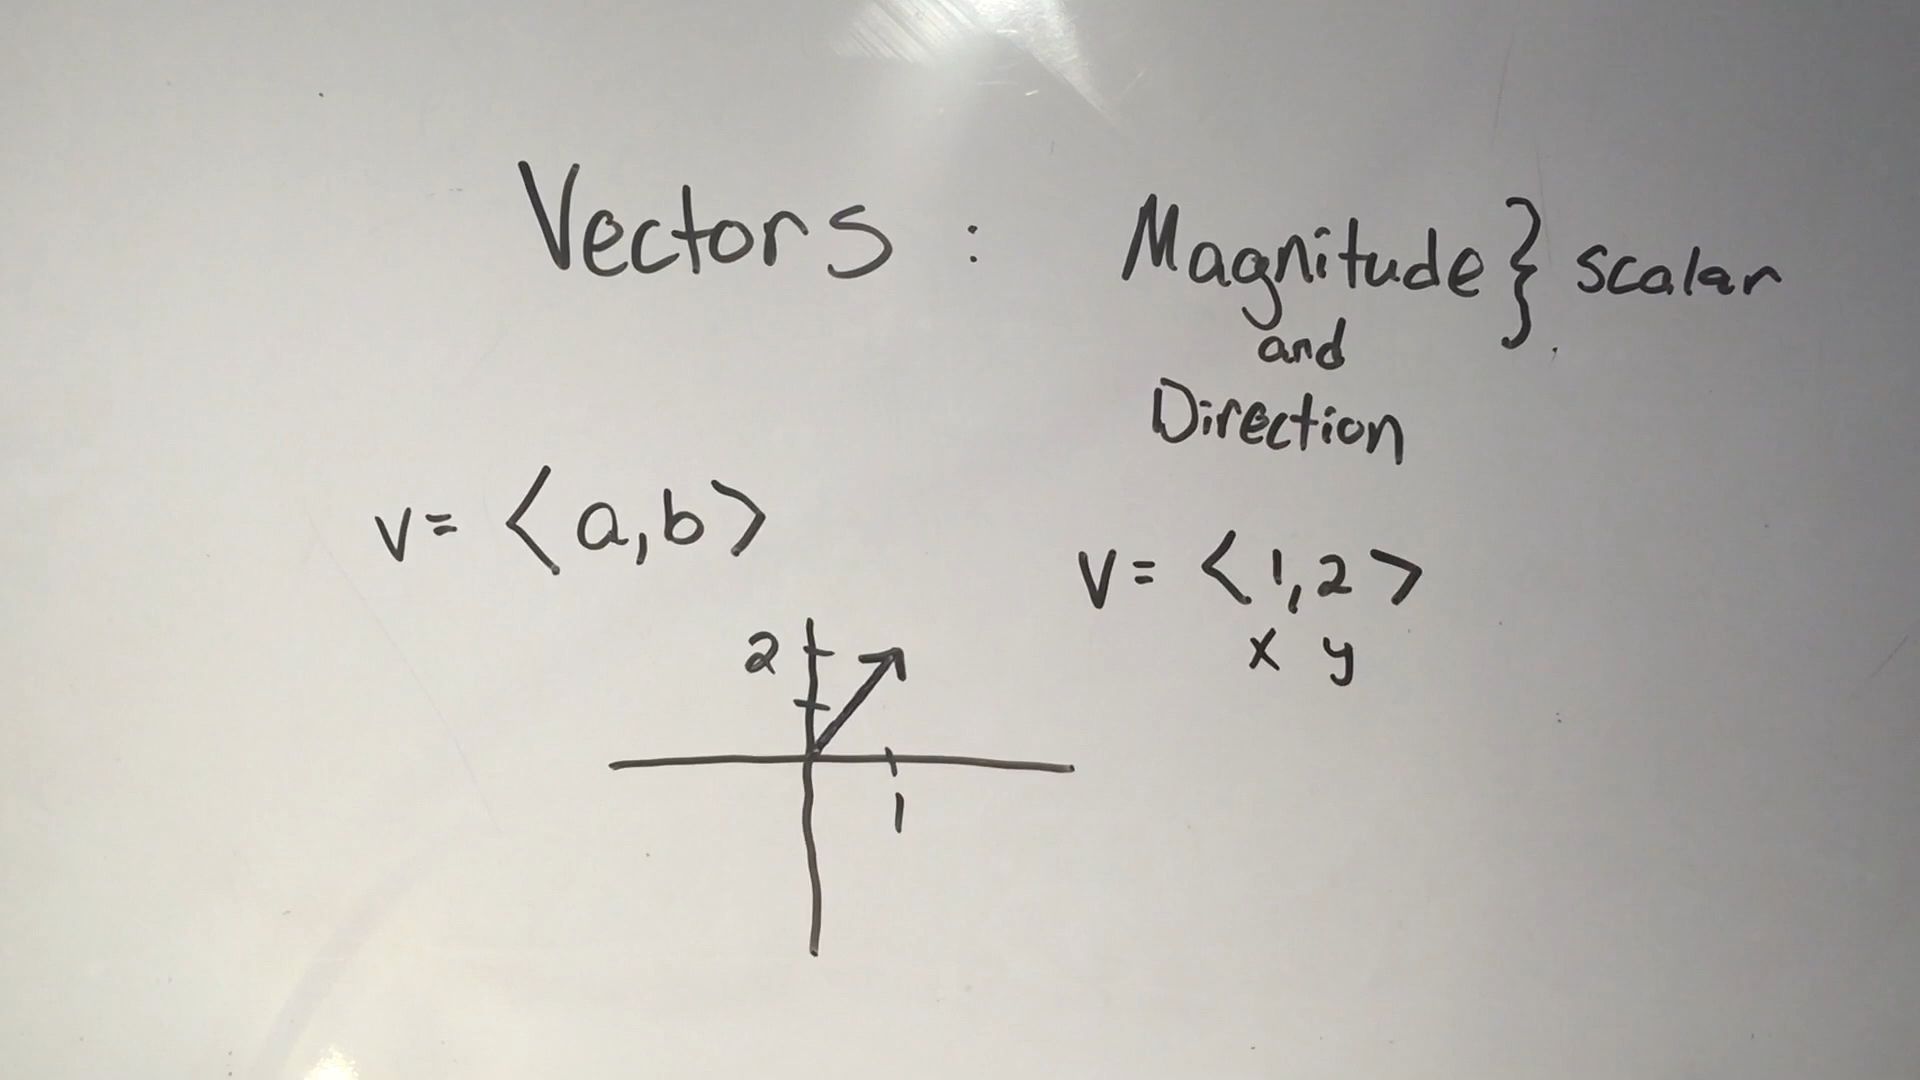 Vectors : Magnitude } scalar
and
Direction
v = < a, b >
v = < 1, 2 >
x y
2
1